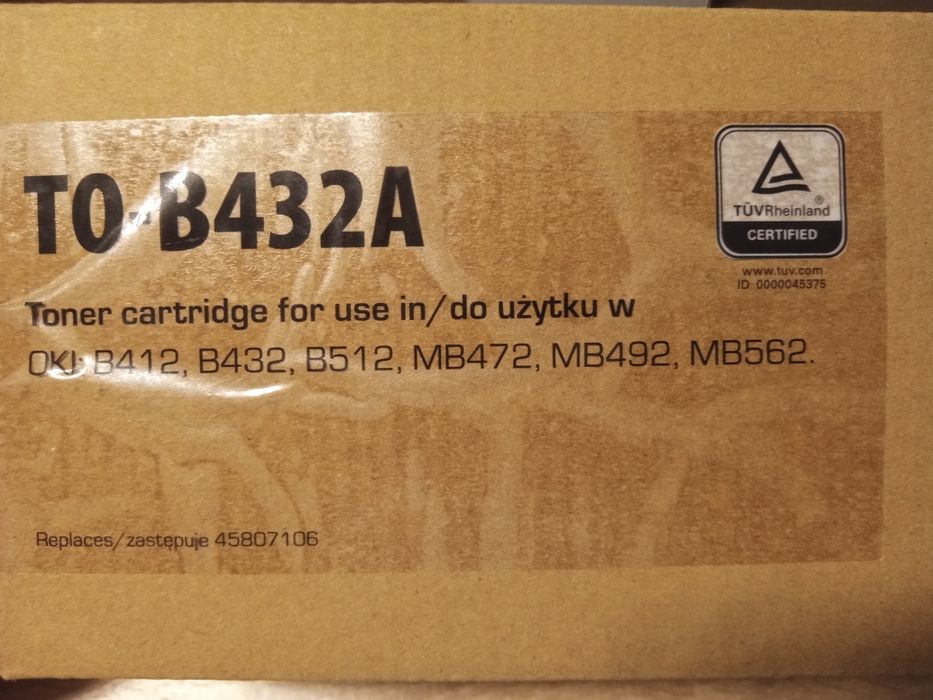 TO-B432A
Toner cartridge for use in/do użytku w
OKI: B412, B432, B512, MB472, MB492, MB562.
Replaces/zastępuje 45807106
TÜVRheinland®
CERTIFIED
www.tuv.com
ID 0000045375